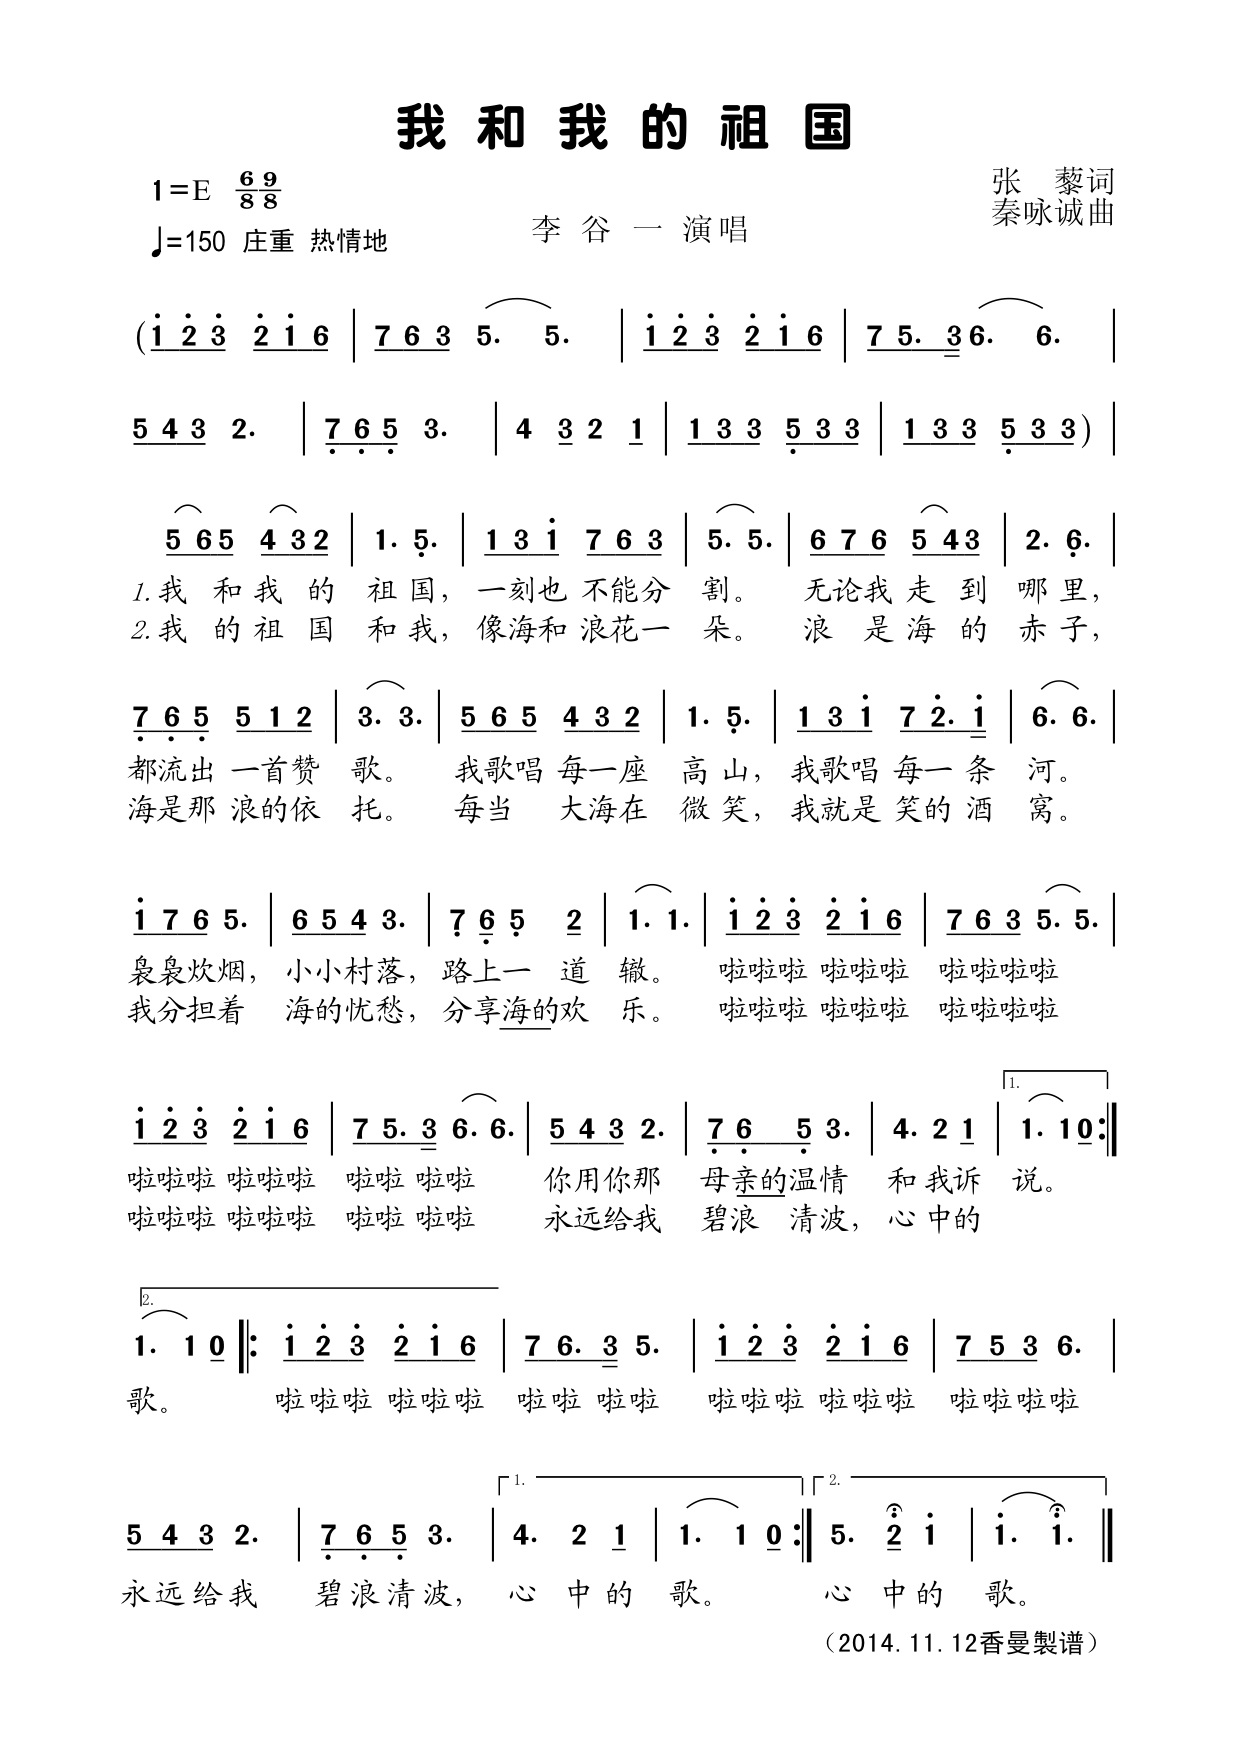 我和我的祖国
1=E 6/8 9/8
张 藜词
秦咏诚曲
李谷一演唱
♩=150 庄重 热情地
(1̇ 2̇ 3̇ 2̇ 1̇ 6 | 7 6 3 5. 5. | 1̇ 2̇ 3̇ 2̇ 1̇ 6 | 7 5. 3 6. 6. |
5 4 3 2. | 7̣ 6̣ 5̣ 3. | 4 3 2 1 | 1 3 3 5̣ 3 3 | 1 3 3 5̣ 3 3) |
5 6 5 4 3 2 | 1. 5̣. | 1 3 1̇ 7 6 3 | 5. 5. | 6 7 6 5 4 3 | 2. 6̣. |
1.我 和我的 祖国，一刻也 不能分 割。 无论我 走到 哪里，
2.我 的祖国 和我，像海和 浪花一 朵。 浪是海的 赤子，
7̣ 6̣ 5̣ 5 1 2 | 3. 3. | 5 6 5 4 3 2 | 1. 5̣. | 1 3 1̇ 7 2̇. 1̇ | 6. 6. |
都流出 一首赞 歌。 我歌唱 每一座 高山，我歌唱 每一条 河。
海是那 浪的依 托。 每当 大海在 微笑，我就是 笑的酒 窝。
1̇ 7 6 5. | 6 5 4 3. | 7̣ 6̣ 5̣ 2 | 1. 1. | 1̇ 2̇ 3̇ 2̇ 1̇ 6 | 7 6 3 5. 5. |
袅袅炊烟，小小村落，路上一 道 辙。 啦啦啦 啦啦啦 啦啦啦啦
我分担着 海的忧愁，分享海的欢 乐。 啦啦啦 啦啦啦 啦啦啦啦
1.
1̇ 2̇ 3̇ 2̇ 1̇ 6 | 7 5. 3 6. 6. | 5 4 3 2. | 7̣ 6̣ 5̣ 3. | 4. 2 1 | 1. 1 0 :|
啦啦啦 啦啦啦 啦啦 啦啦 你用你那 母亲的温情 和我诉 说。
啦啦啦 啦啦啦 啦啦 啦啦 永远给我 碧浪 清波，心中的
2.
1. 1 0 |: 1̇ 2̇ 3̇ 2̇ 1̇ 6 | 7 6. 3 5. | 1̇ 2̇ 3̇ 2̇ 1̇ 6 | 7 5 3 6. |
歌。 啦啦啦 啦啦啦 啦啦 啦啦 啦啦啦 啦啦啦 啦啦啦啦
1. 2.
5 4 3 2. | 7̣ 6̣ 5̣ 3. | 4. 2 1 | 1. 1 0 :| 5. 2̇ 1̇ | 1̇. 1̇. |
永远给我 碧浪清波，心 中的 歌。 心 中的 歌。
（2014.11.12香曼製谱）